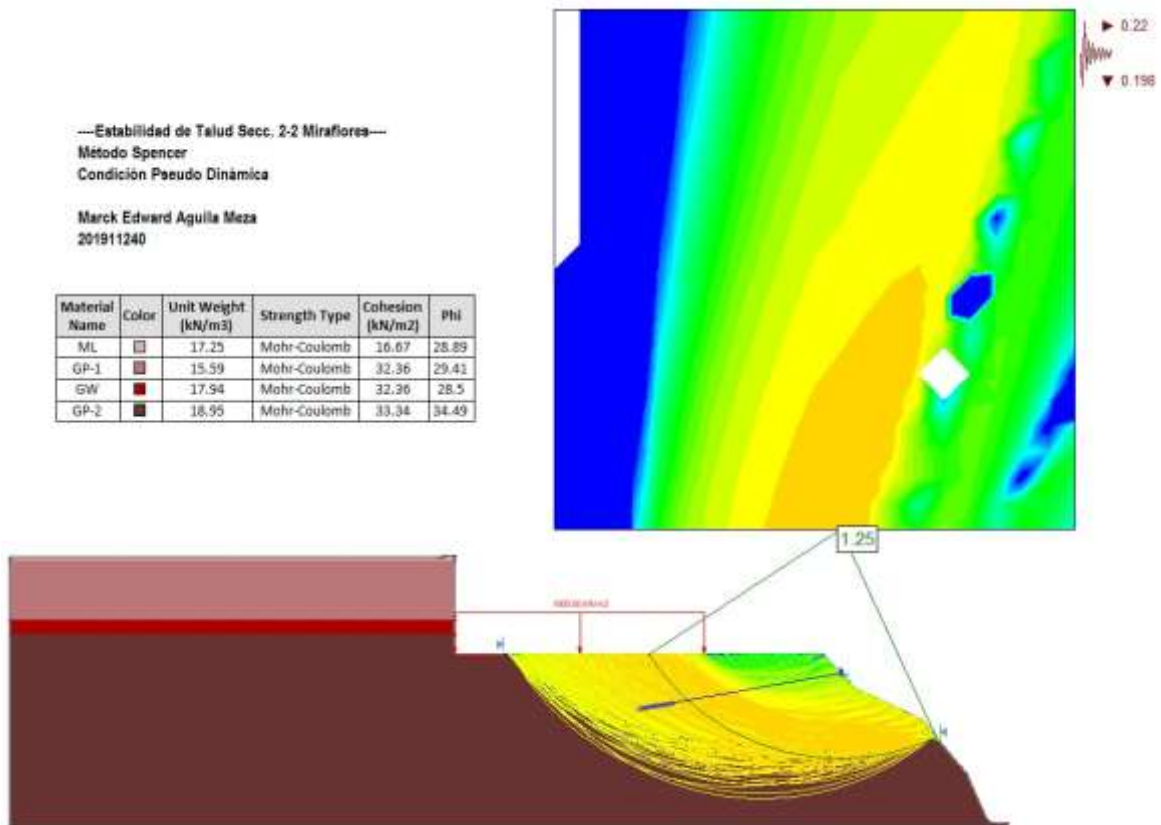 ----Estabilidad de Talud Secc. 2-2 Miraflores----
Método Spencer
Condición Pseudo Dinámica
Marck Edward Aguila Meza
201911240
Material Name Color Unit Weight (kN/m3) Strength Type Cohesion (kN/m2) Phi
ML 17.25 Mohr-Coulomb 16.67 28.89
GP-1 15.59 Mohr-Coulomb 32.36 29.41
GW 17.94 Mohr-Coulomb 32.36 28.5
GP-2 18.95 Mohr-Coulomb 33.34 34.49
0.22
0.198
1.25